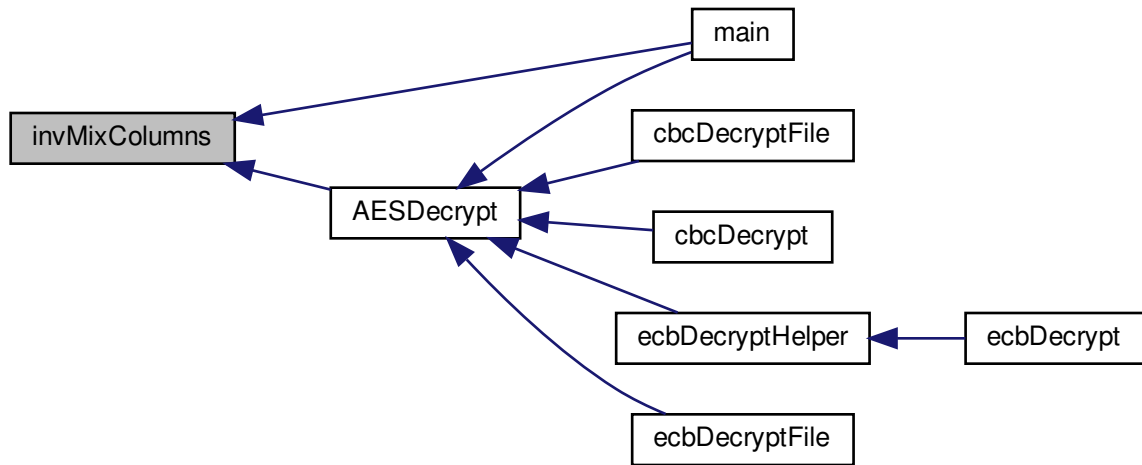 main
invMixColumns
cbcDecryptFile
AESDecrypt
cbcDecrypt
ecbDecryptHelper
ecbDecrypt
ecbDecryptFile